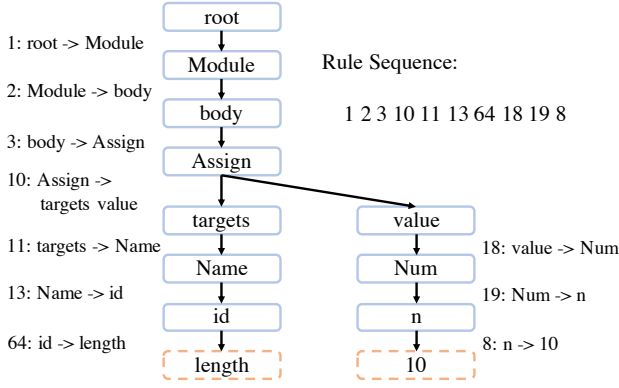 root
1: root -> Module
Module
Rule Sequence:
2: Module -> body
body
1 2 3 10 11 13 64 18 19 8
3: body -> Assign
Assign
10: Assign ->
targets value
targets
value
11: targets -> Name
18: value -> Num
Name
Num
13: Name -> id
19: Num -> n
id
n
64: id -> length
8: n -> 10
length
10